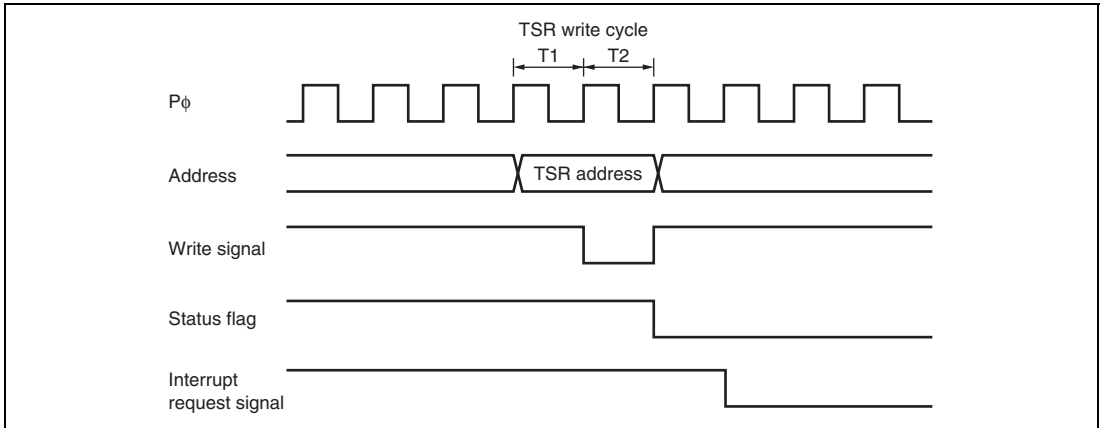 TSR write cycle
T1 T2
Pϕ
Address
TSR address
Write signal
Status flag
Interrupt
request signal